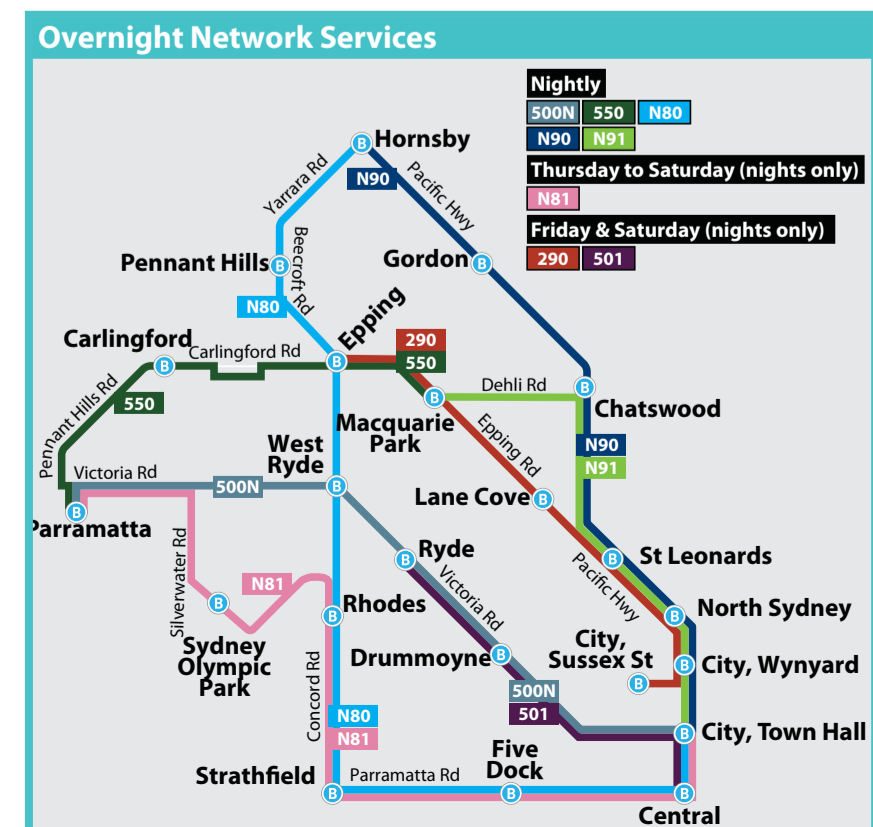 Overnight Network Services
Nightly
500N 550 N80
N90 N91
Thursday to Saturday (nights only)
N81
Friday & Saturday (nights only)
290 501
B Hornsby
Yarrara Rd
N90
Pacific Hwy
Pennant Hills B
Beecroft Rd
Gordon B
N80
Epping
B
Carlingford
B
Carlingford Rd
290
550
Pennant Hills Rd
550
Dehli Rd
B
Chatswood
B
Macquarie
Park
Epping Rd
N90
N91
West
Ryde
B
Victoria Rd
500N
Lane Cove B
B
Parramatta
Silverwater Rd
B
Ryde
Victoria Rd
B St Leonards
Pacific Hwy
N81
B
Sydney
Olympic
Park
B Rhodes
B North Sydney
City,
Sussex St
B
B City, Wynyard
Drummoyne B
500N
501
Concord Rd
N80
N81
B City, Town Hall
Strathfield
B
Parramatta Rd
Five
Dock
B
B
Central